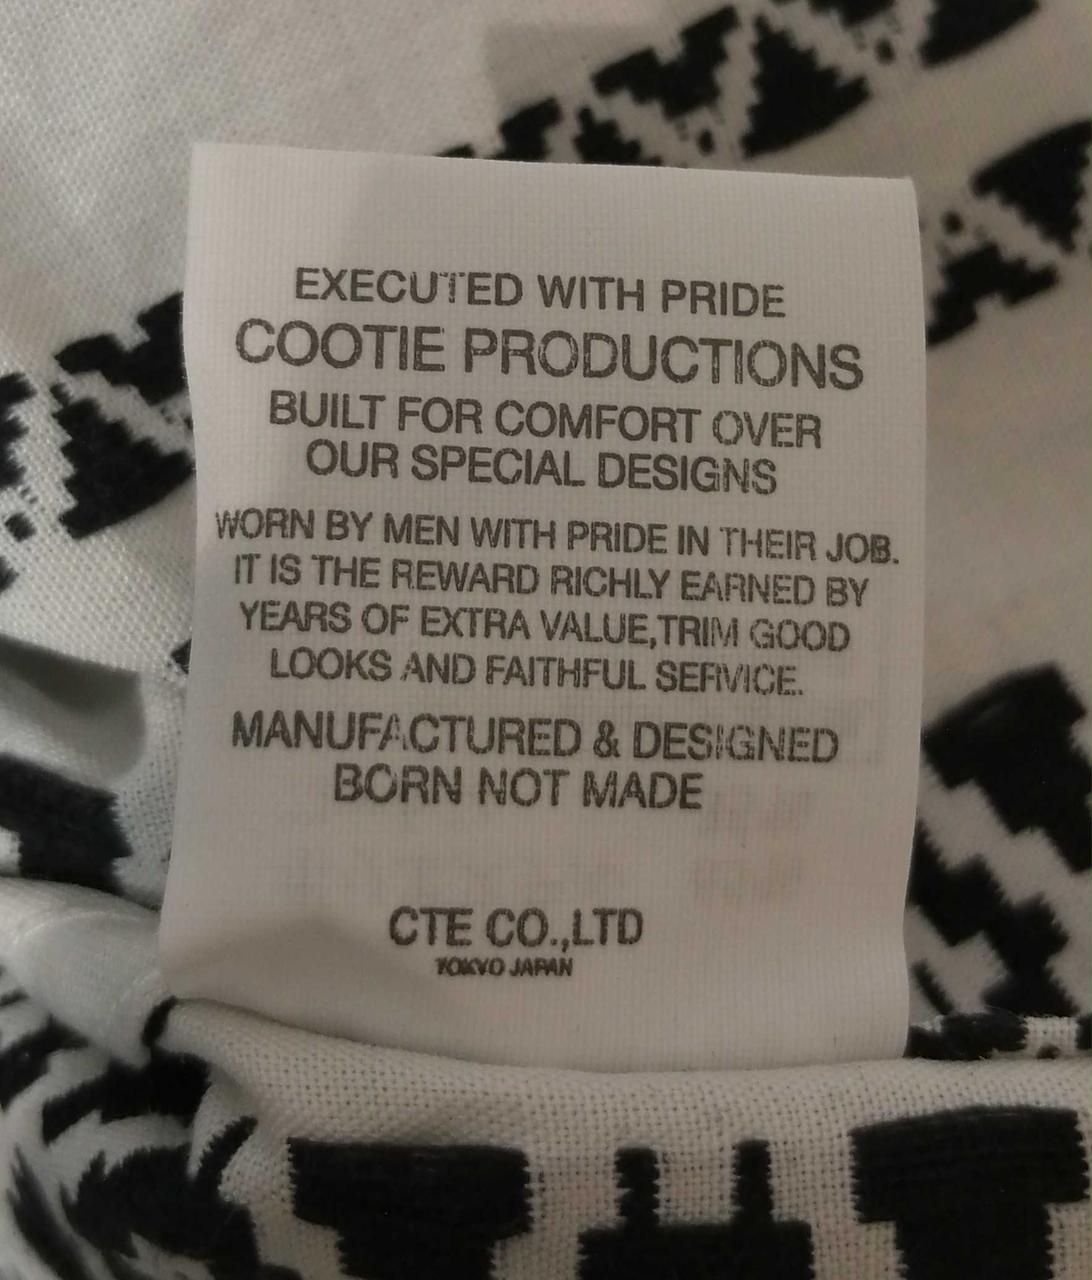 EXECUTED WITH PRIDE
COOTIE PRODUCTIONS
BUILT FOR COMFORT OVER
OUR SPECIAL DESIGNS
WORN BY MEN WITH PRIDE IN THEIR JOB.
IT IS THE REWARD RICHLY EARNED BY
YEARS OF EXTRA VALUE,TRIM GOOD
LOOKS AND FAITHFUL SERVICE.
MANUFACTURED & DESIGNED
BORN NOT MADE
CTE CO.,LTD
TOKYO JAPAN